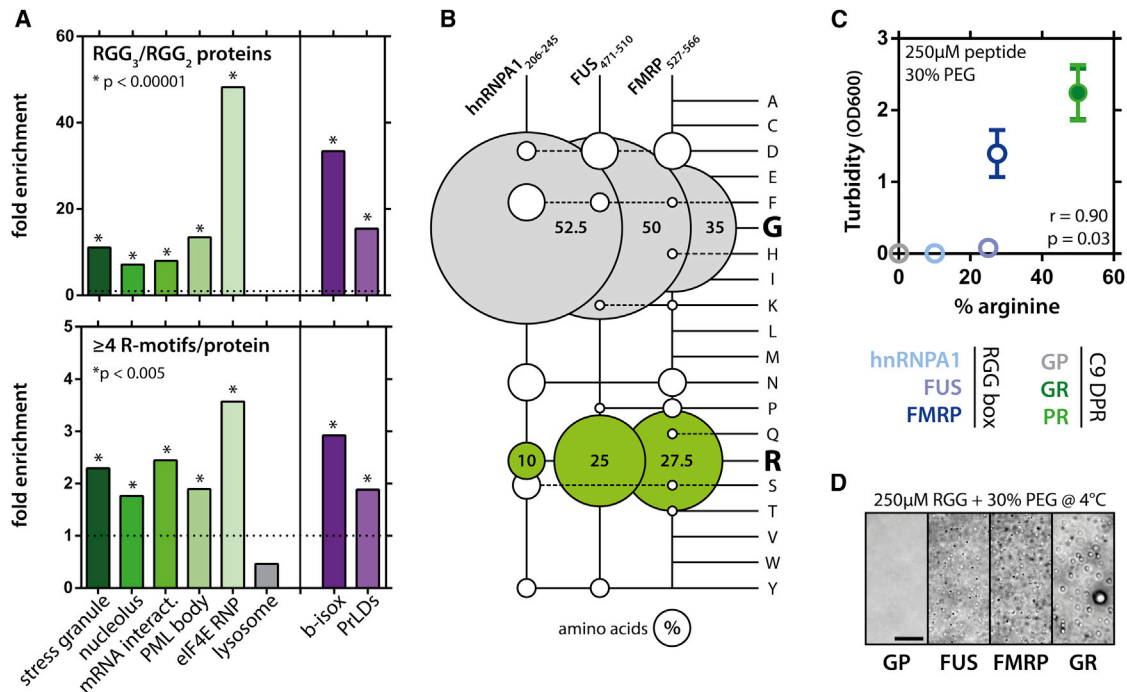 A
60
40
20
0
fold enrichment
RGG3/RGG2 proteins
* p < 0.00001
*
*
*
*
*
*
*
5
4
3
2
1
0
fold enrichment
≥4 R-motifs/protein
*p < 0.005
*
*
*
*
*
*
*
stress granule
nucleolus
mRNA interact.
PML body
eIF4E RNP
lysosome
b-isox
PrLDs
B
hnRNPA1 206-245
FUS 471-510
FMRP 527-566
A
C
D
E
F
52.5 50 35 G
H
I
K
L
M
N
P
Q
10 25 27.5 R
S
T
V
W
Y
amino acids %
C
3
2
1
0
Turbidity (OD600)
250µM peptide
30% PEG
r = 0.90
p = 0.03
0 20 40 60
% arginine
hnRNPA1
FUS
FMRP
RGG box
GP
GR
PR
C9 DPR
D
250µM RGG + 30% PEG @ 4°C
GP FUS FMRP GR